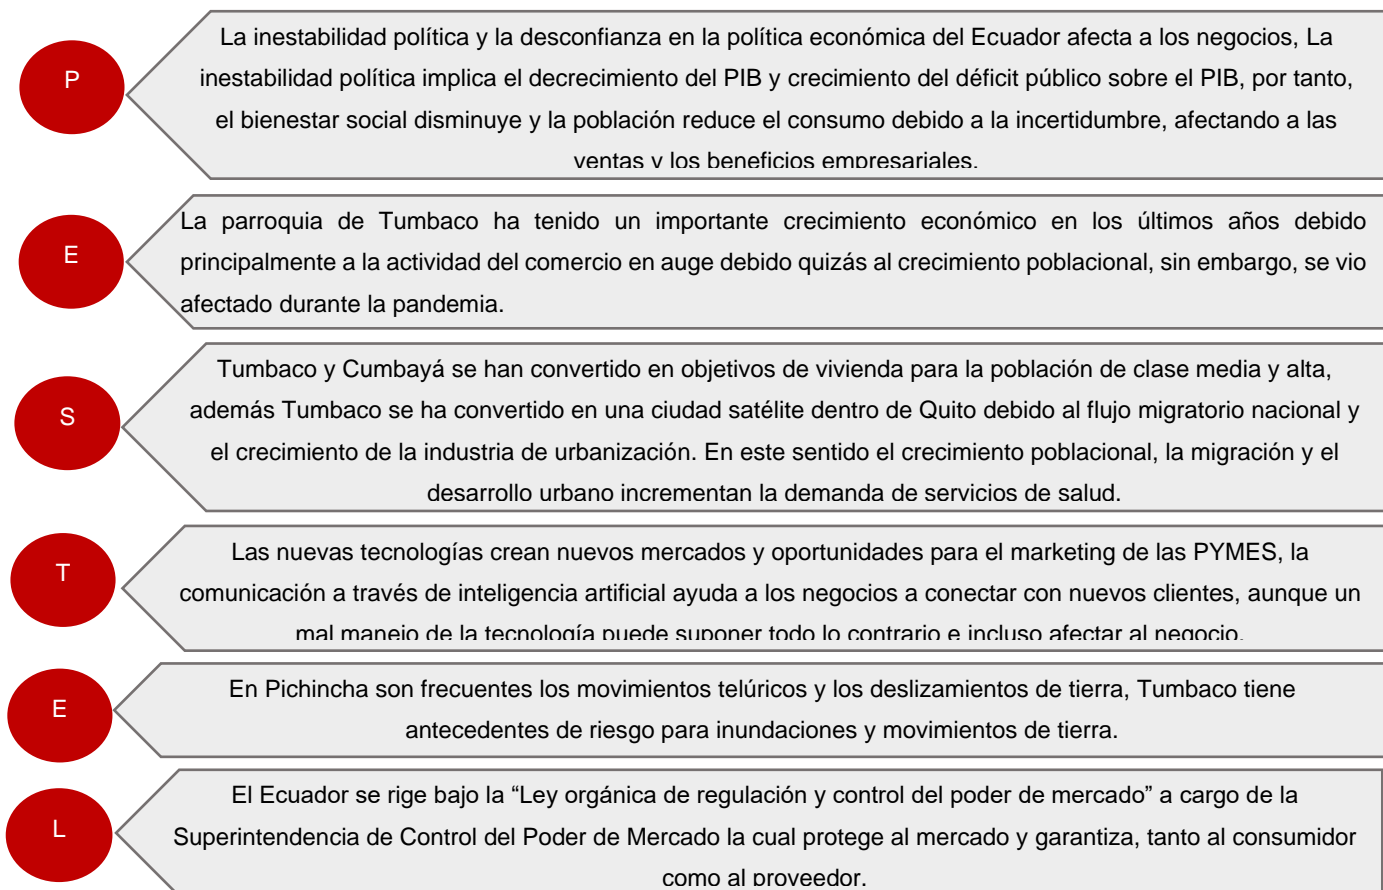 P
La inestabilidad política y la desconfianza en la política económica del Ecuador afecta a los negocios, La
inestabilidad política implica el decrecimiento del PIB y crecimiento del déficit público sobre el PIB, por tanto,
el bienestar social disminuye y la población reduce el consumo debido a la incertidumbre, afectando a las
ventas y los beneficios empresariales.
E
La parroquia de Tumbaco ha tenido un importante crecimiento económico en los últimos años debido
principalmente a la actividad del comercio en auge debido quizás al crecimiento poblacional, sin embargo, se vio
afectado durante la pandemia.
S
Tumbaco y Cumbayá se han convertido en objetivos de vivienda para la población de clase media y alta,
además Tumbaco se ha convertido en una ciudad satélite dentro de Quito debido al flujo migratorio nacional y
el crecimiento de la industria de urbanización. En este sentido el crecimiento poblacional, la migración y el
desarrollo urbano incrementan la demanda de servicios de salud.
T
Las nuevas tecnologías crean nuevos mercados y oportunidades para el marketing de las PYMES, la
comunicación a través de inteligencia artificial ayuda a los negocios a conectar con nuevos clientes, aunque un
mal manejo de la tecnología puede suponer todo lo contrario e incluso afectar al negocio.
E
En Pichincha son frecuentes los movimientos telúricos y los deslizamientos de tierra, Tumbaco tiene
antecedentes de riesgo para inundaciones y movimientos de tierra.
L
El Ecuador se rige bajo la “Ley orgánica de regulación y control del poder de mercado” a cargo de la
Superintendencia de Control del Poder de Mercado la cual protege al mercado y garantiza, tanto al consumidor
como al proveedor.